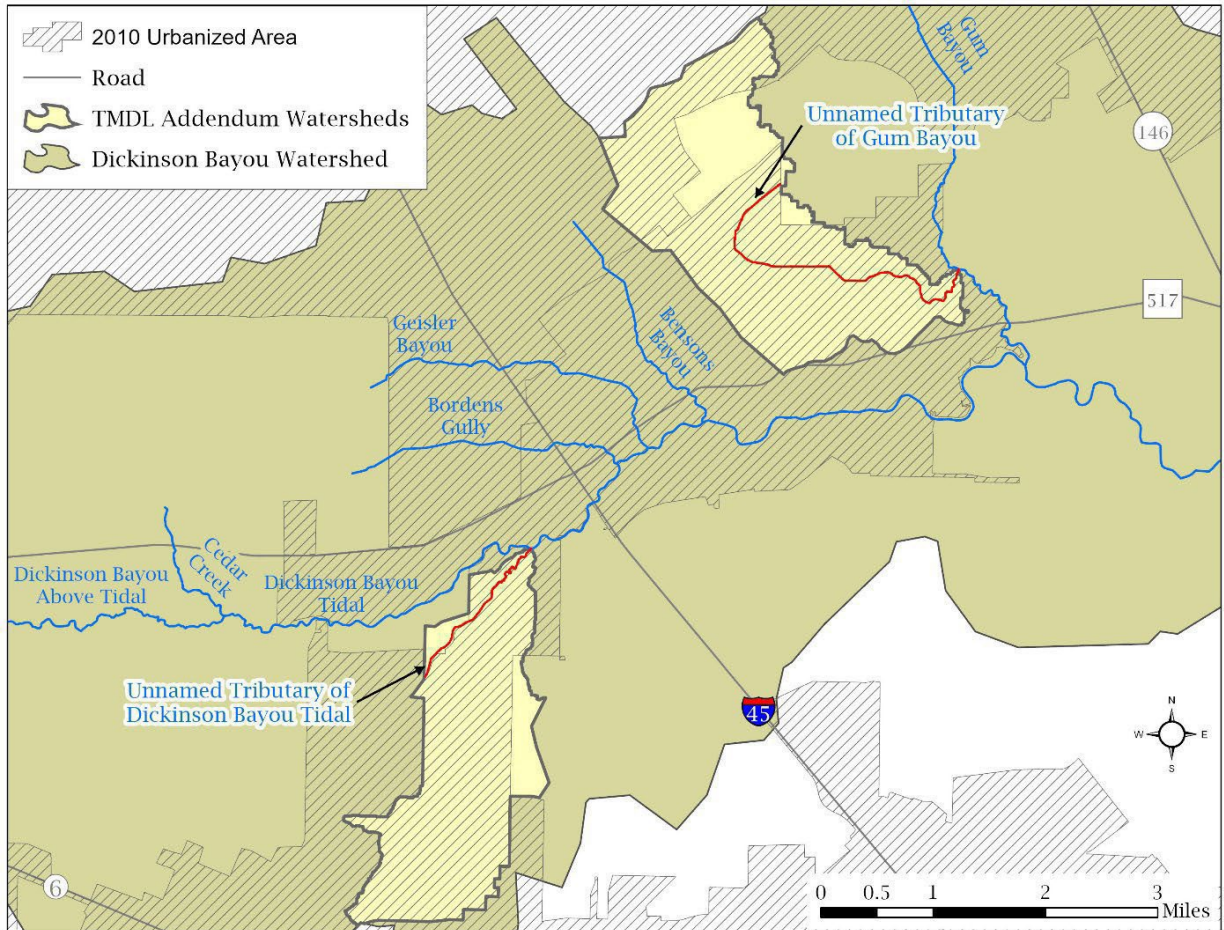 2010 Urbanized Area
Road
TMDL Addendum Watersheds
Dickinson Bayou Watershed
Gum
Bayou
Unnamed Tributary
of Gum Bayou
146
517
Geisler
Bayou
Bensons
Bayou
Bordens
Gully
Cedar
Creek
Dickinson Bayou
Above Tidal
Dickinson Bayou
Tidal
Unnamed Tributary of
Dickinson Bayou Tidal
45
N
W E
S
6
0 0.5 1 2 3
Miles